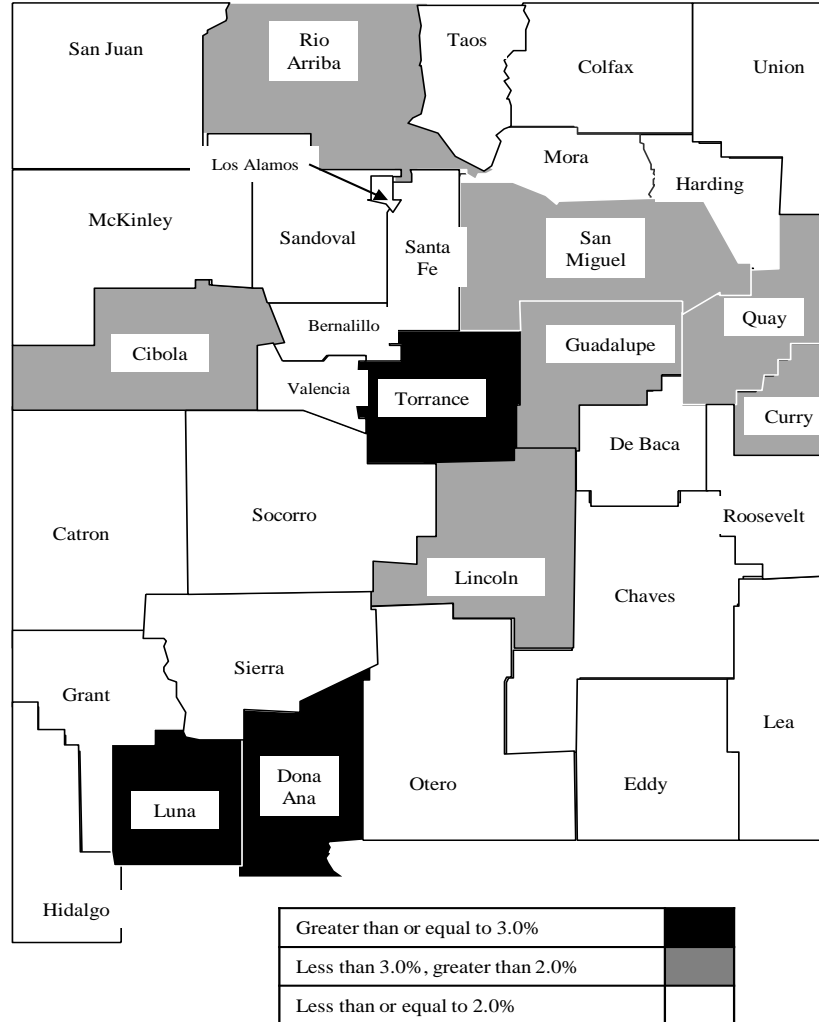 San Juan
Rio
Arriba
Taos
Colfax
Union
Los Alamos
Mora
Harding
McKinley
Sandoval
Santa
Fe
San
Miguel
Bernalillo
Quay
Cibola
Guadalupe
Valencia
Torrance
Curry
De Baca
Socorro
Roosevelt
Catron
Lincoln
Chaves
Sierra
Grant
Lea
Dona
Ana
Otero
Eddy
Luna
Hidalgo
Greater than or equal to 3.0%
Less than 3.0%, greater than 2.0%
Less than or equal to 2.0%